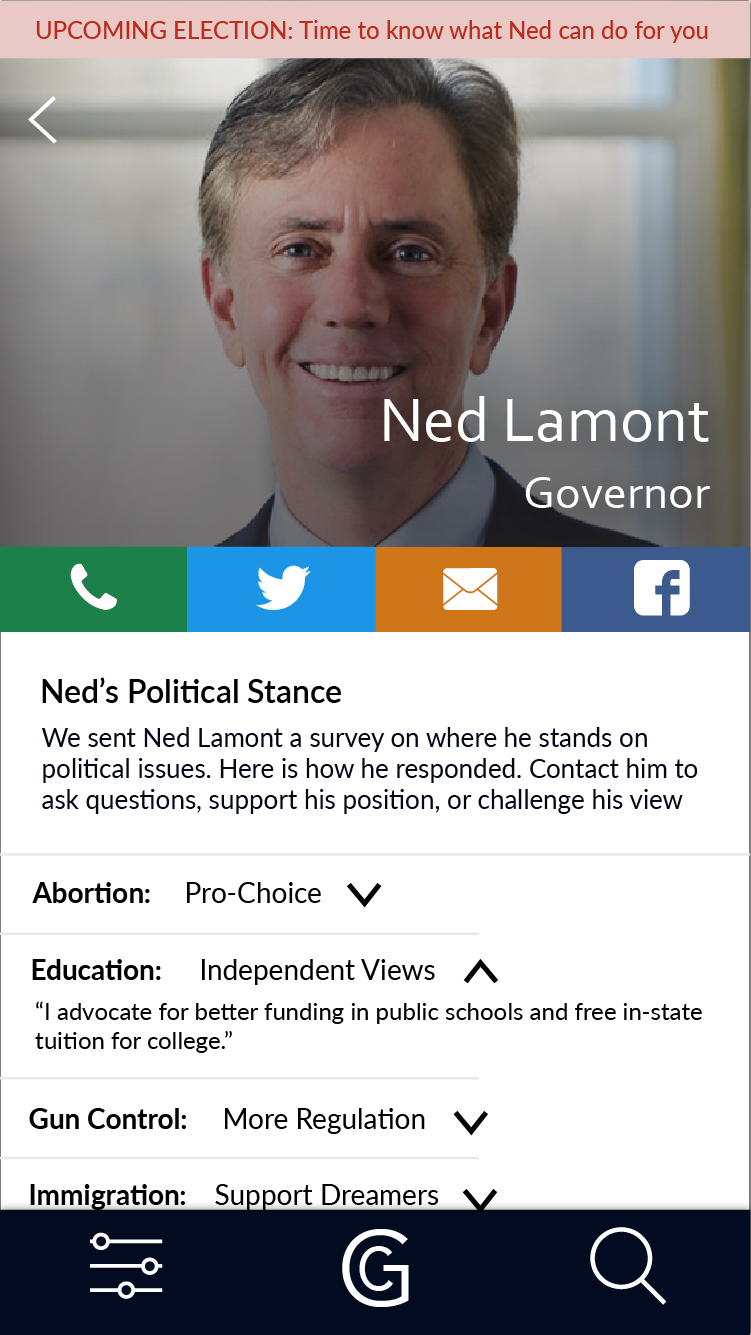 UPCOMING ELECTION: Time to know what Ned can do for you
Ned Lamont
Governor
Ned’s Political Stance
We sent Ned Lamont a survey on where he stands on
political issues. Here is how he responded. Contact him to
ask questions, support his position, or challenge his view
Abortion: Pro-Choice
Education: Independent Views
“I advocate for better funding in public schools and free in-state
tuition for college.”
Gun Control: More Regulation
Immigration: Support Dreamers